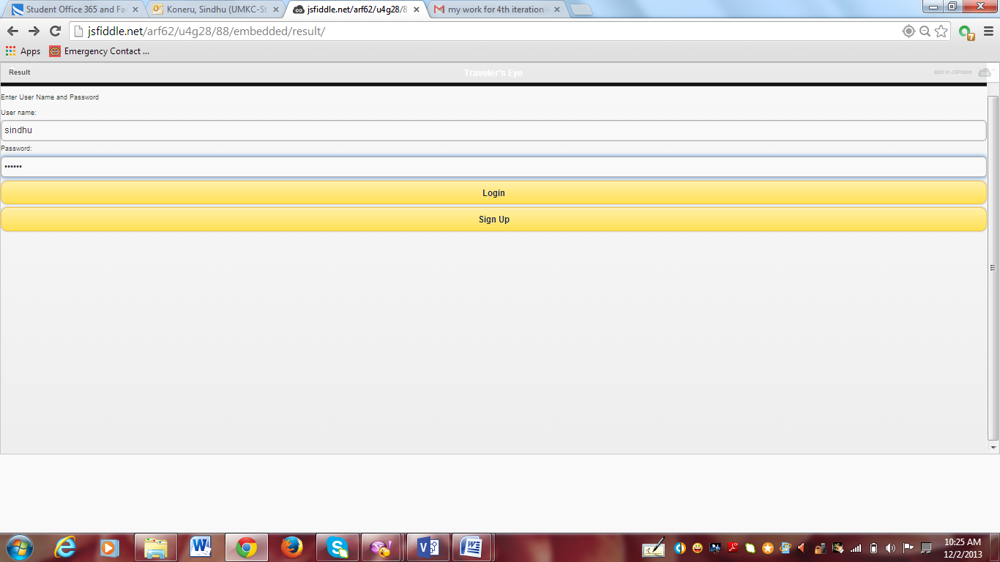 Student Office 365 and Fa
Koneru, Sindhu (UMKC-St
jsfiddle.net/arf62/u4g28/8
my work for 4th iteration
jsfiddle.net/arf62/u4g28/88/embedded/result/
7
Apps
Emergency Contact ...
Result
Traveler's Eye
Edit in JSFiddle
Enter User Name and Password
User name:
sindhu
Password:
••••••
Login
Sign Up
10:25 AM
12/2/2013